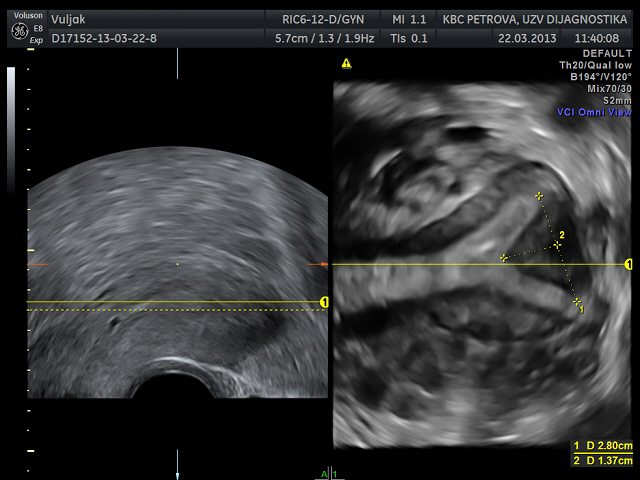 Voluson
E8
Exp
Vuljak
D17152-13-03-22-8
RIC6-12-D/GYN
5.7cm / 1.3 / 1.9Hz
MI 1.1
TIs 0.1
KBC PETROVA, UZV DIJAGNOSTIKA
22.03.2013
11:40:08
DEFAULT
Th20/Qual low
B194°/V120°
Mix70/30
S2mm
VCI Omni View
2
1
1
1
A 1
1 D 2.80cm
2 D 1.37cm